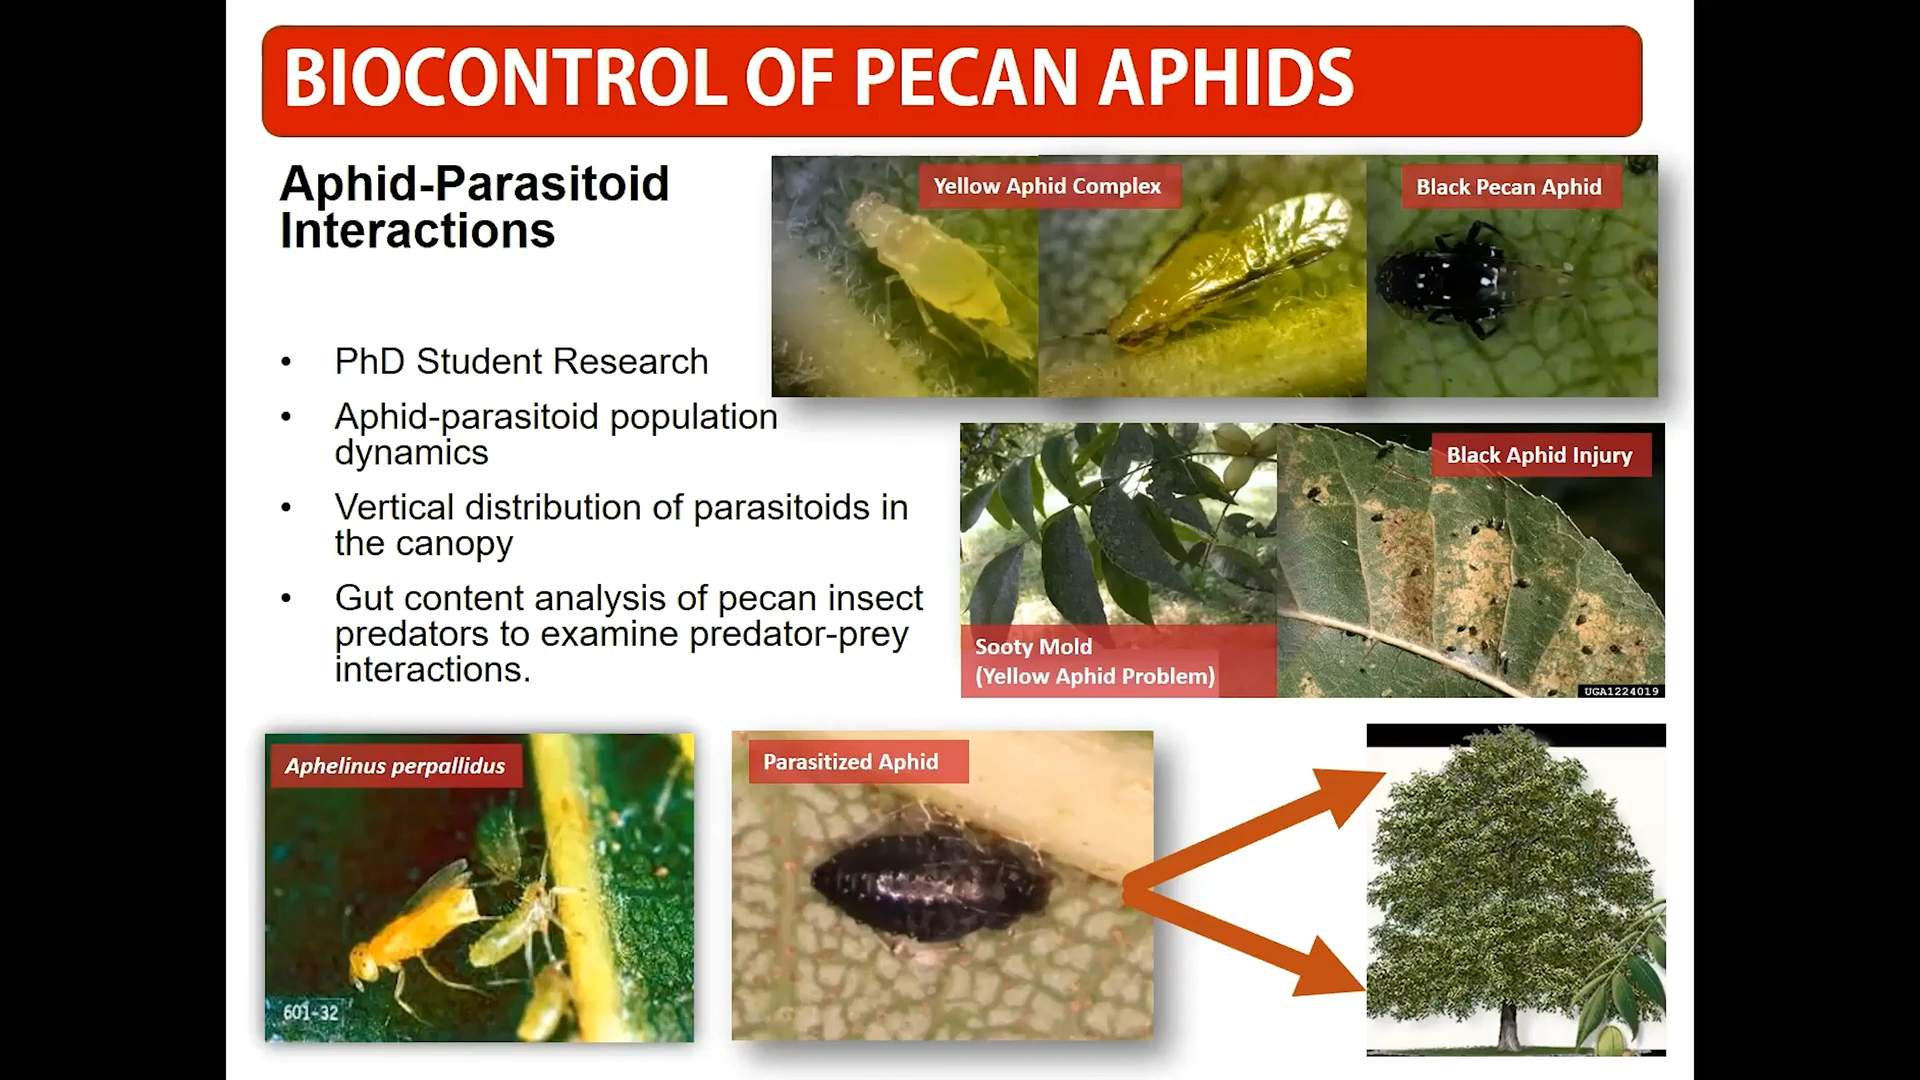 BIOCONTROL OF PECAN APHIDS
Aphid-Parasitoid
Interactions
• PhD Student Research
• Aphid-parasitoid population
dynamics
• Vertical distribution of parasitoids in
the canopy
• Gut content analysis of pecan insect
predators to examine predator-prey
interactions.
Yellow Aphid Complex
Black Pecan Aphid
Black Aphid Injury
Sooty Mold
(Yellow Aphid Problem)
UGA1224019
Aphelinus perpallidus
601-32
Parasitized Aphid